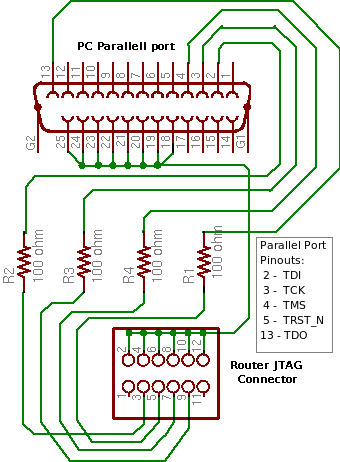 PC Parallell port
13 12 11 10 9 8 7 6 5 4 3 2 1
G2 25 24 23 22 21 20 19 18 17 16 15 14 G1
R2 100 ohm R3 100 ohm R4 100 ohm R1 100 ohm
Parallel Port
Pinouts:
2 - TDI
3 - TCK
4 - TMS
5 - TRST_N
13 - TDO
2 4 6 8 10 12
Router JTAG
Connector
1 3 5 7 9 11